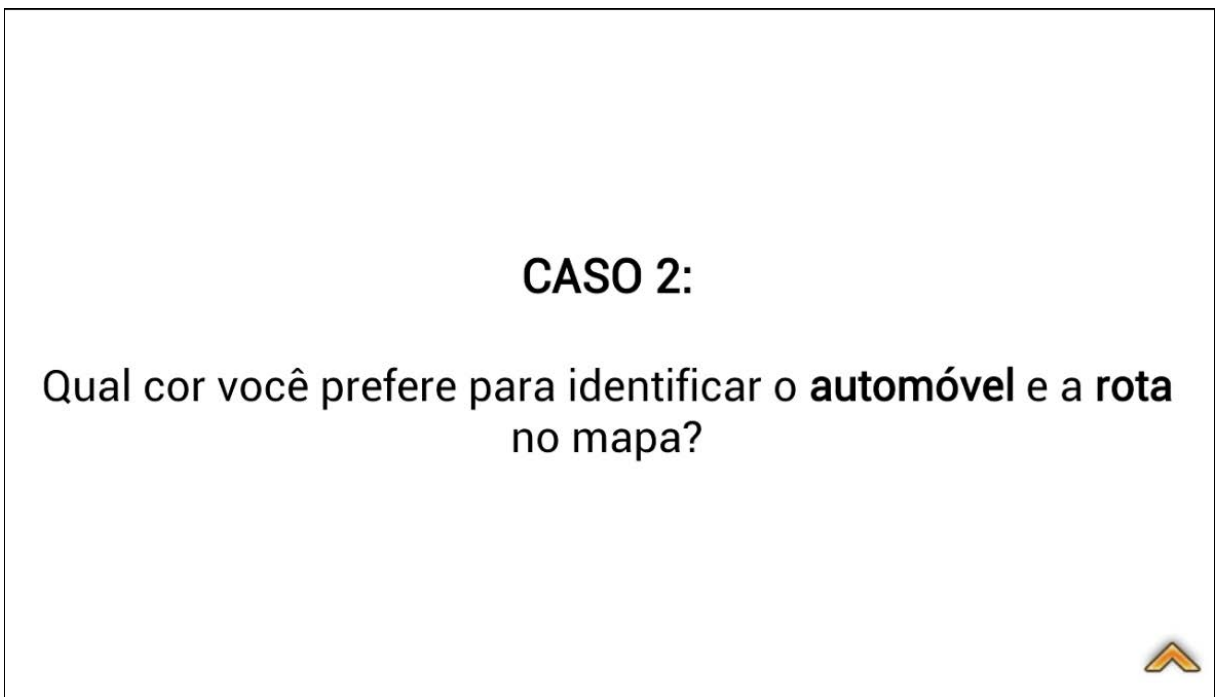 CASO 2:
Qual cor você prefere para identificar o automóvel e a rota
no mapa?